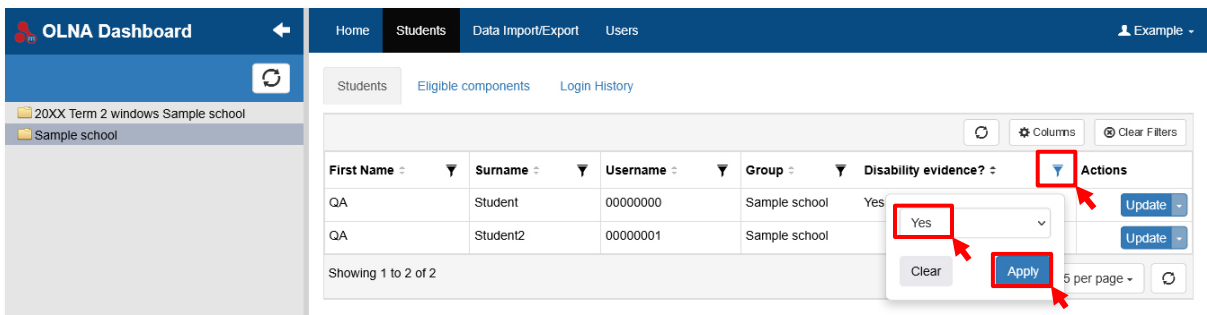 OLNA Dashboard
Home Students Data Import/Export Users Example
Students Eligible components Login History
20XX Term 2 windows Sample school
Sample school
Columns Clear Filters
First Name Surname Username Group Disability evidence? Actions
QA Student 00000000 Sample school Yes Update
QA Student2 00000001 Sample school Update
Yes
Clear Apply
Showing 1 to 2 of 2 5 per page